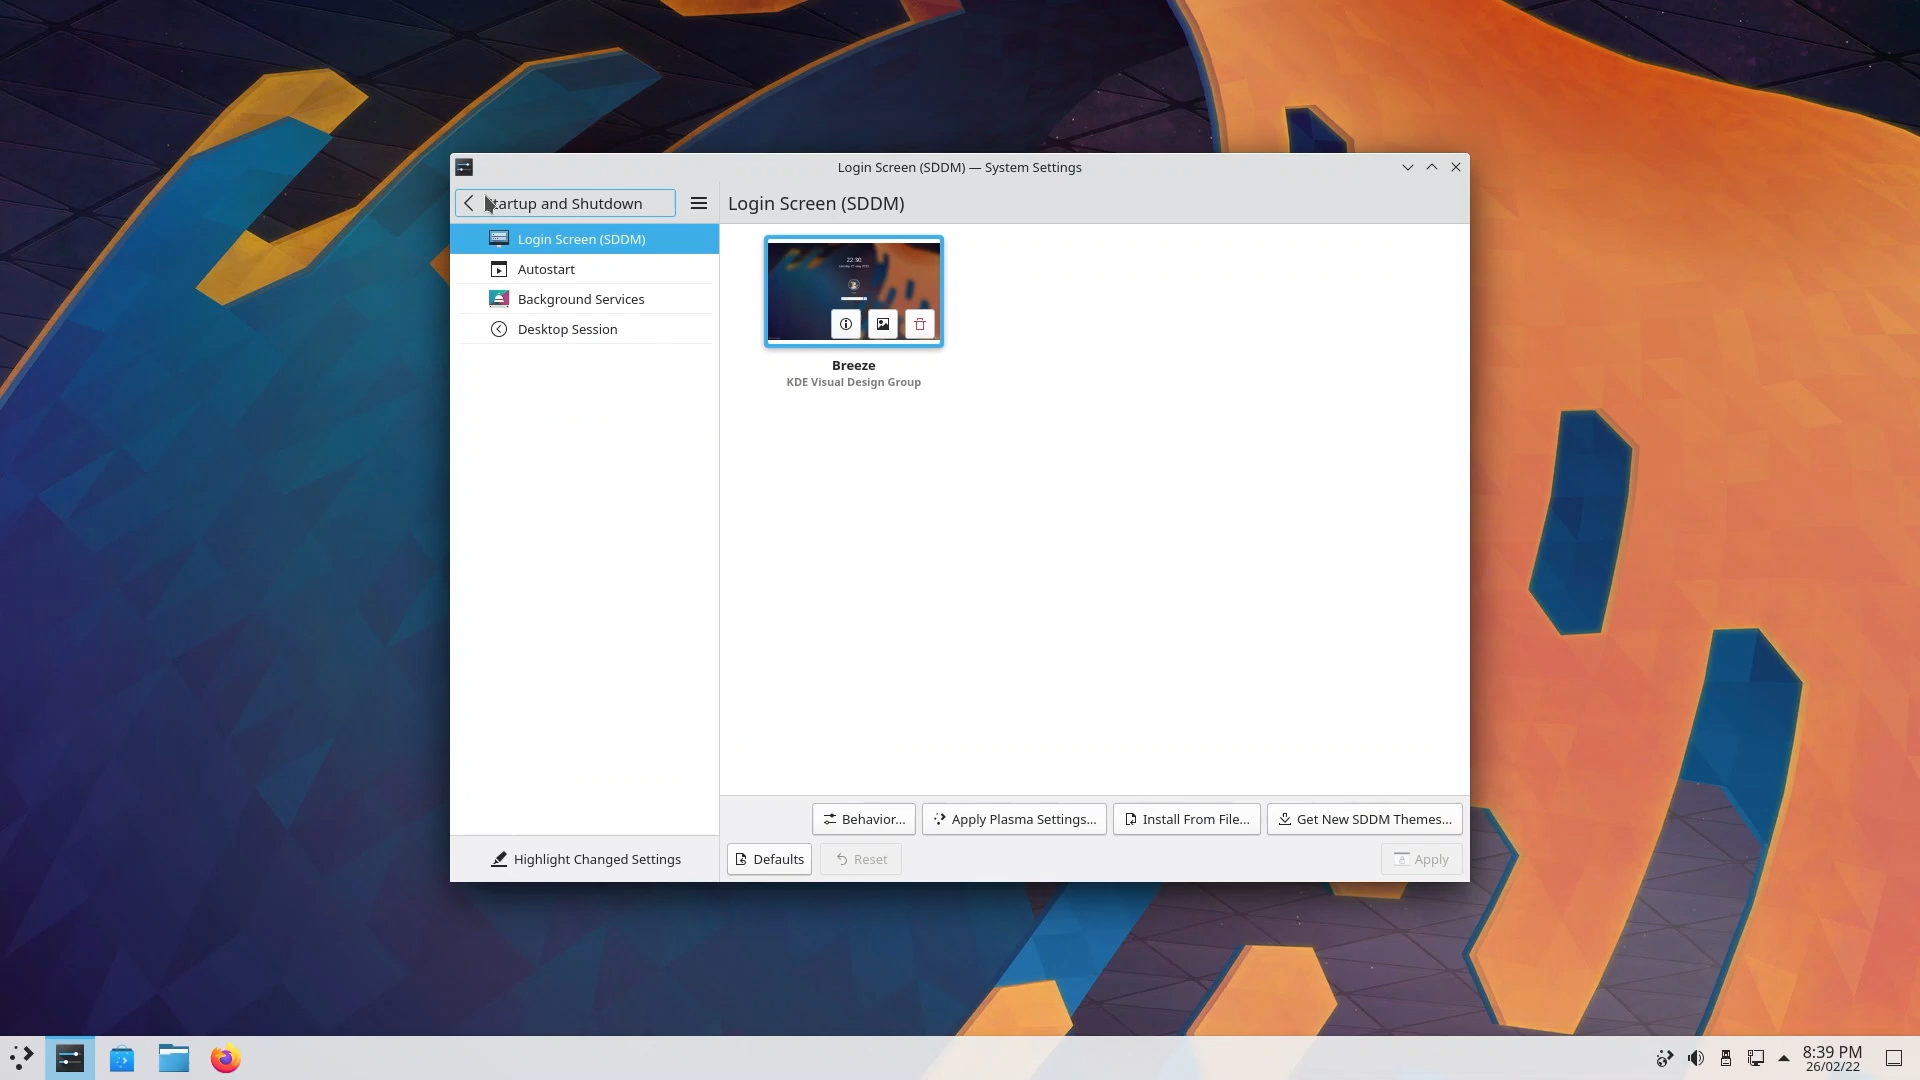 Login Screen (SDDM) — System Settings
tartup and Shutdown
Login Screen (SDDM)
Login Screen (SDDM)
Autostart
Background Services
Desktop Session
22:30
Breeze
KDE Visual Design Group
Behavior...
Apply Plasma Settings...
Install From File...
Get New SDDM Themes...
Highlight Changed Settings
Defaults
Reset
Apply
8:39 PM
26/02/22